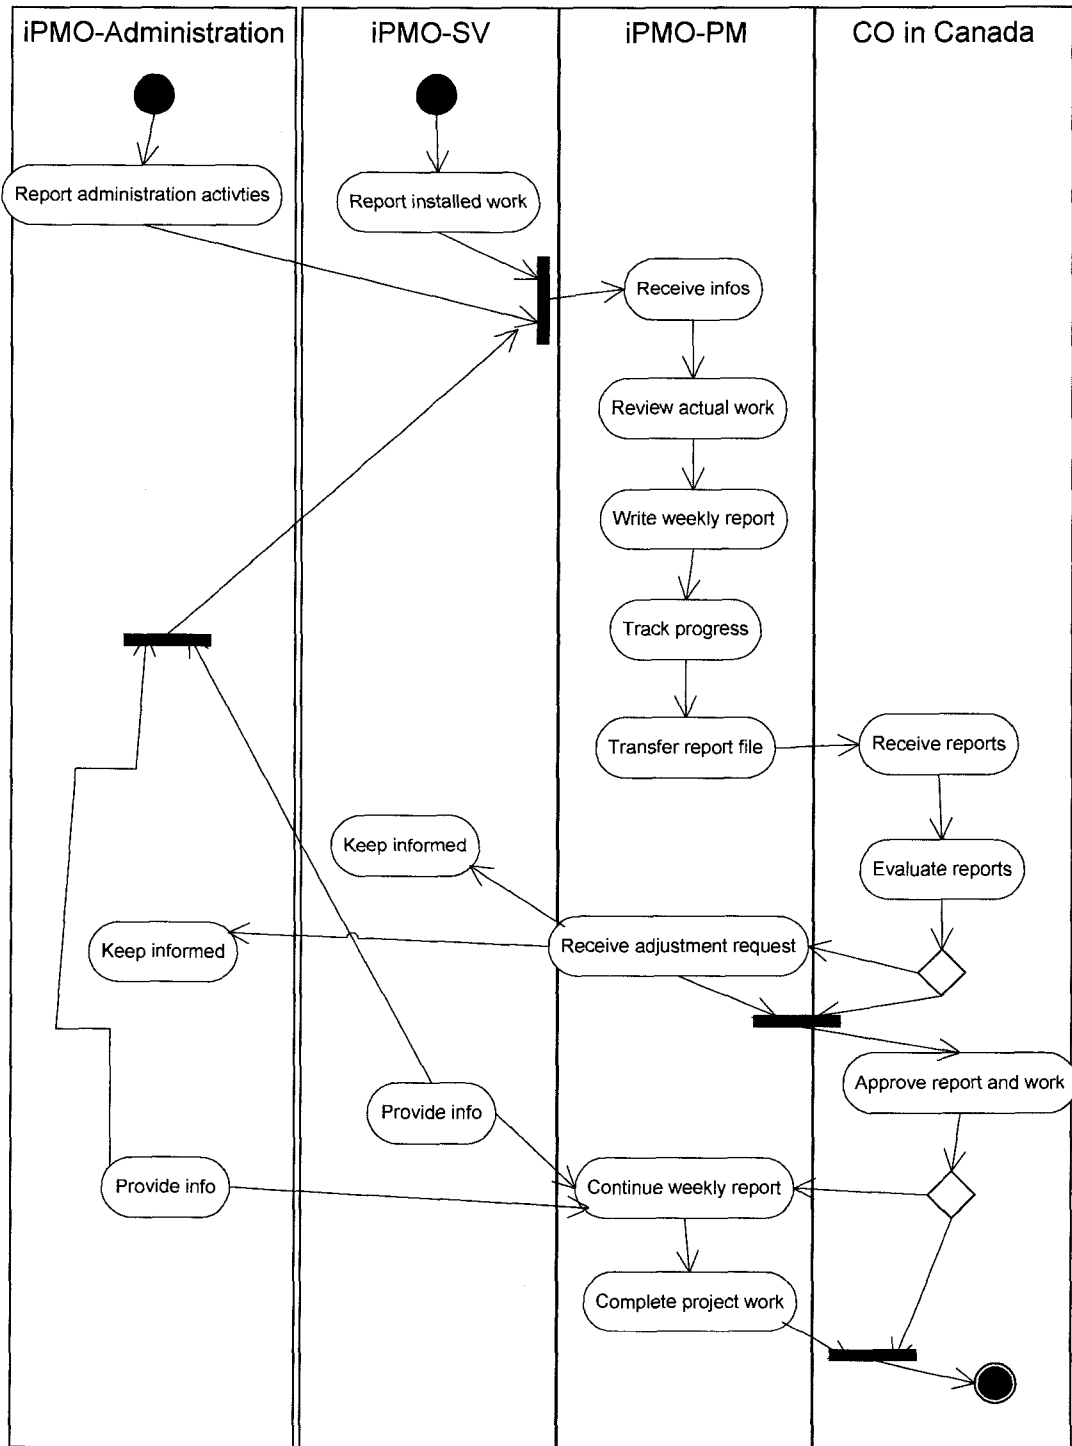 iPMO-Administration
iPMO-SV
iPMO-PM
CO in Canada
Report administration activties
Report installed work
Receive infos
Review actual work
Write weekly report
Track progress
Transfer report file
Receive reports
Keep informed
Evaluate reports
Keep informed
Receive adjustment request
Approve report and work
Provide info
Provide info
Continue weekly report
Complete project work